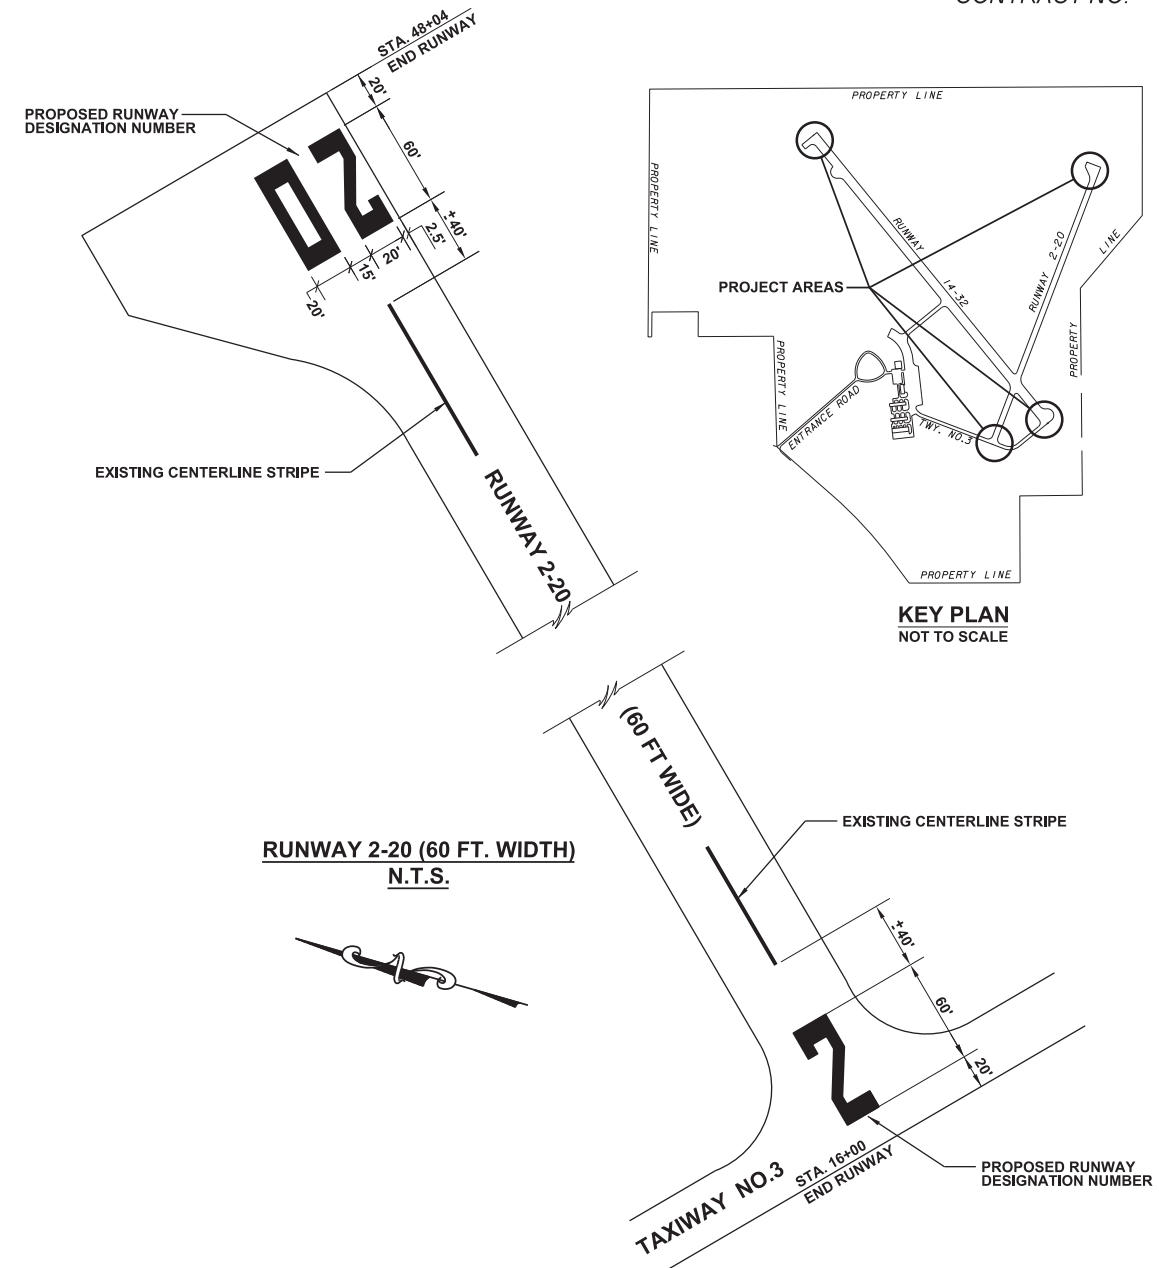 CONTRACT NO.
STA. 48+04
END RUNWAY
20'
PROPOSED RUNWAY
DESIGNATION NUMBER
60'
20
±40'
2.5'
20'
15'
20'
EXISTING CENTERLINE STRIPE
RUNWAY 2-20
PROPERTY LINE
PROPERTY LINE
RUNWAY 14-32
RUNWAY 2-20
PROPERTY LINE
PROJECT AREAS
PROPERTY LINE
ENTRANCE ROAD
TWY. NO.3
PROPERTY LINE
KEY PLAN
NOT TO SCALE
(60 FT WIDE)
EXISTING CENTERLINE STRIPE
RUNWAY 2-20 (60 FT. WIDTH)
N.T.S.
±40'
60'
20'
2
STA. 16+00
END RUNWAY
TAXIWAY NO.3
PROPOSED RUNWAY
DESIGNATION NUMBER